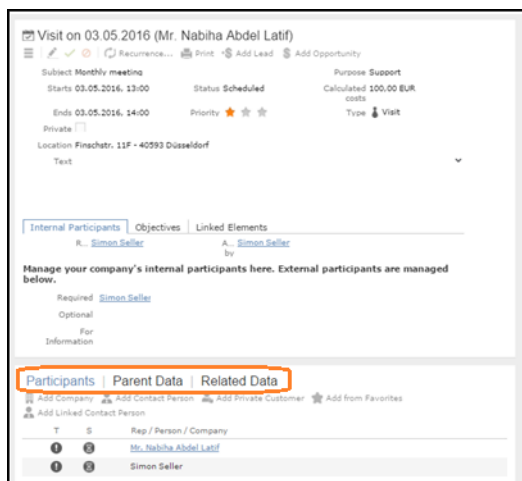 Visit on 03.05.2016 (Mr. Nabiha Abdel Latif)
Recurrence... Print Add Lead Add Opportunity
Subject Monthly meeting Purpose Support
Starts 03.05.2016, 13:00 Status Scheduled Calculated costs 100.00 EUR
Ends 03.05.2016, 14:00 Priority Type Visit
Private
Location Finschstr. 11F - 40593 Düsseldorf
Text
Internal Participants Objectives Linked Elements
R... Simon Seller A... by Simon Seller
Manage your company's internal participants here. External participants are managed
below.
Required Simon Seller
Optional
For
Information
Participants | Parent Data | Related Data
Add Company Add Contact Person Add Private Customer Add from Favorites
Add Linked Contact Person
T S Rep / Person / Company
Mr. Nabiha Abdel Latif
Simon Seller